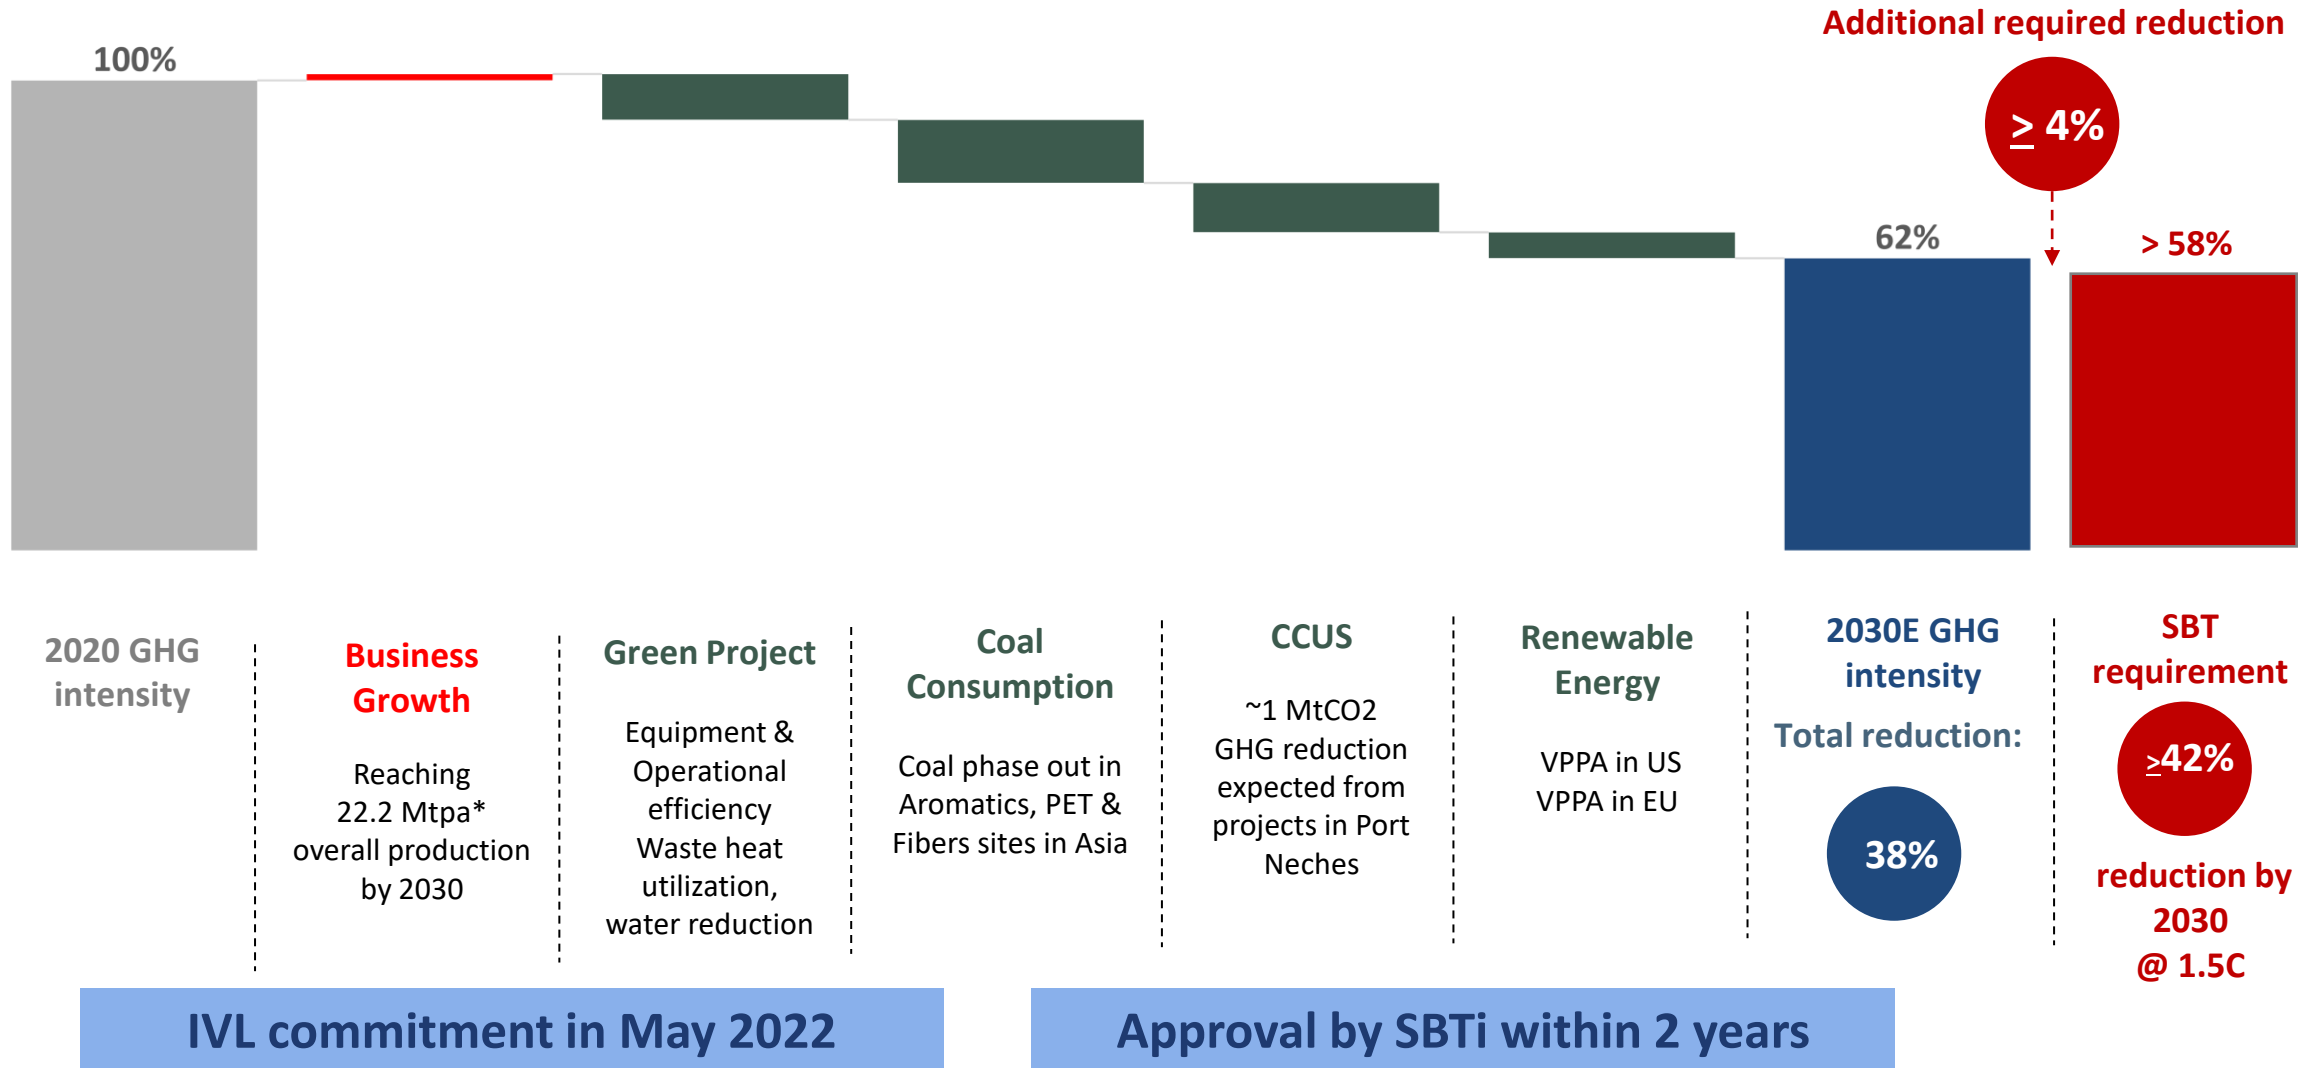 Additional required reduction
≥ 4%
100%
62%
> 58%
2020 GHG
intensity
Business
Growth
Reaching
22.2 Mtpa*
overall production
by 2030
Green Project
Equipment &
Operational
efficiency
Waste heat
utilization,
water reduction
Coal
Consumption
Coal phase out in
Aromatics, PET &
Fibers sites in Asia
CCUS
~1 MtCO2
GHG reduction
expected from
projects in Port
Neches
Renewable
Energy
VPPA in US
VPPA in EU
2030E GHG
intensity
Total reduction:
38%
SBT
requirement
≥42%
reduction by
2030
@ 1.5C
IVL commitment in May 2022
Approval by SBTi within 2 years